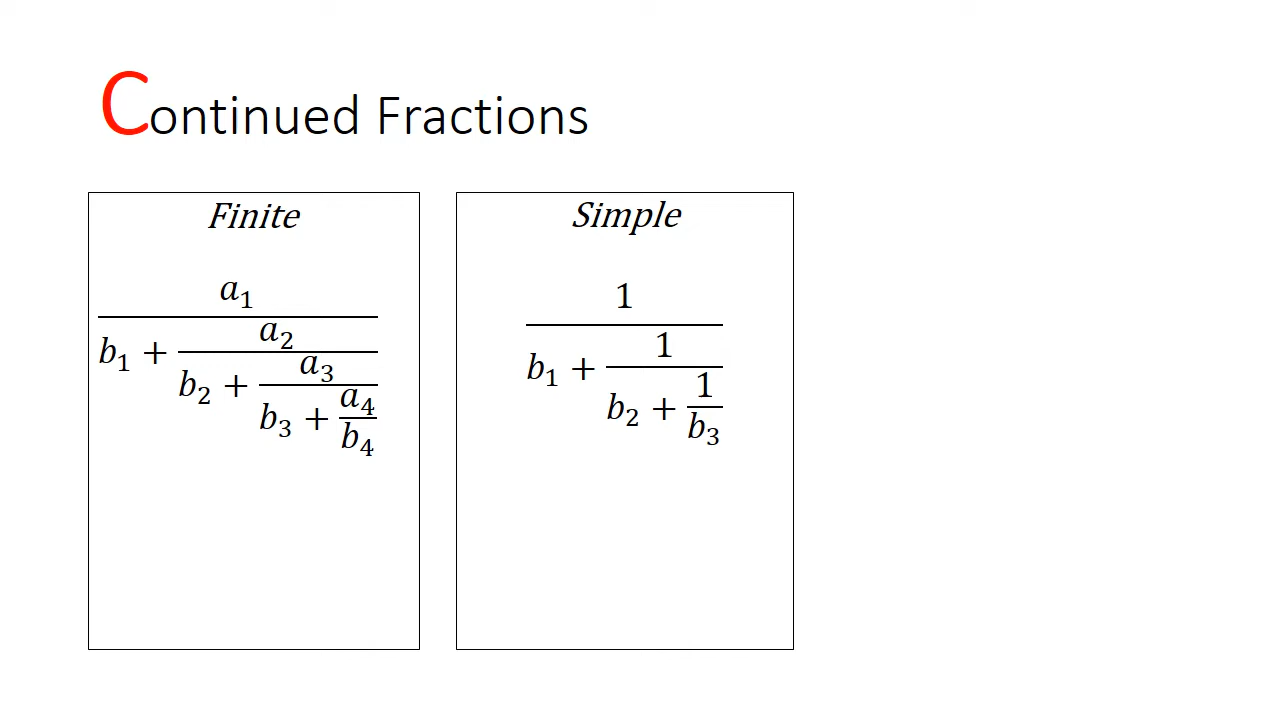 Continued Fractions
Finite
a₁
b₁ + a₂
b₂ + a₃
b₃ + a₄
b₄
Simple
1
b₁ + 1
b₂ + 1
b₃